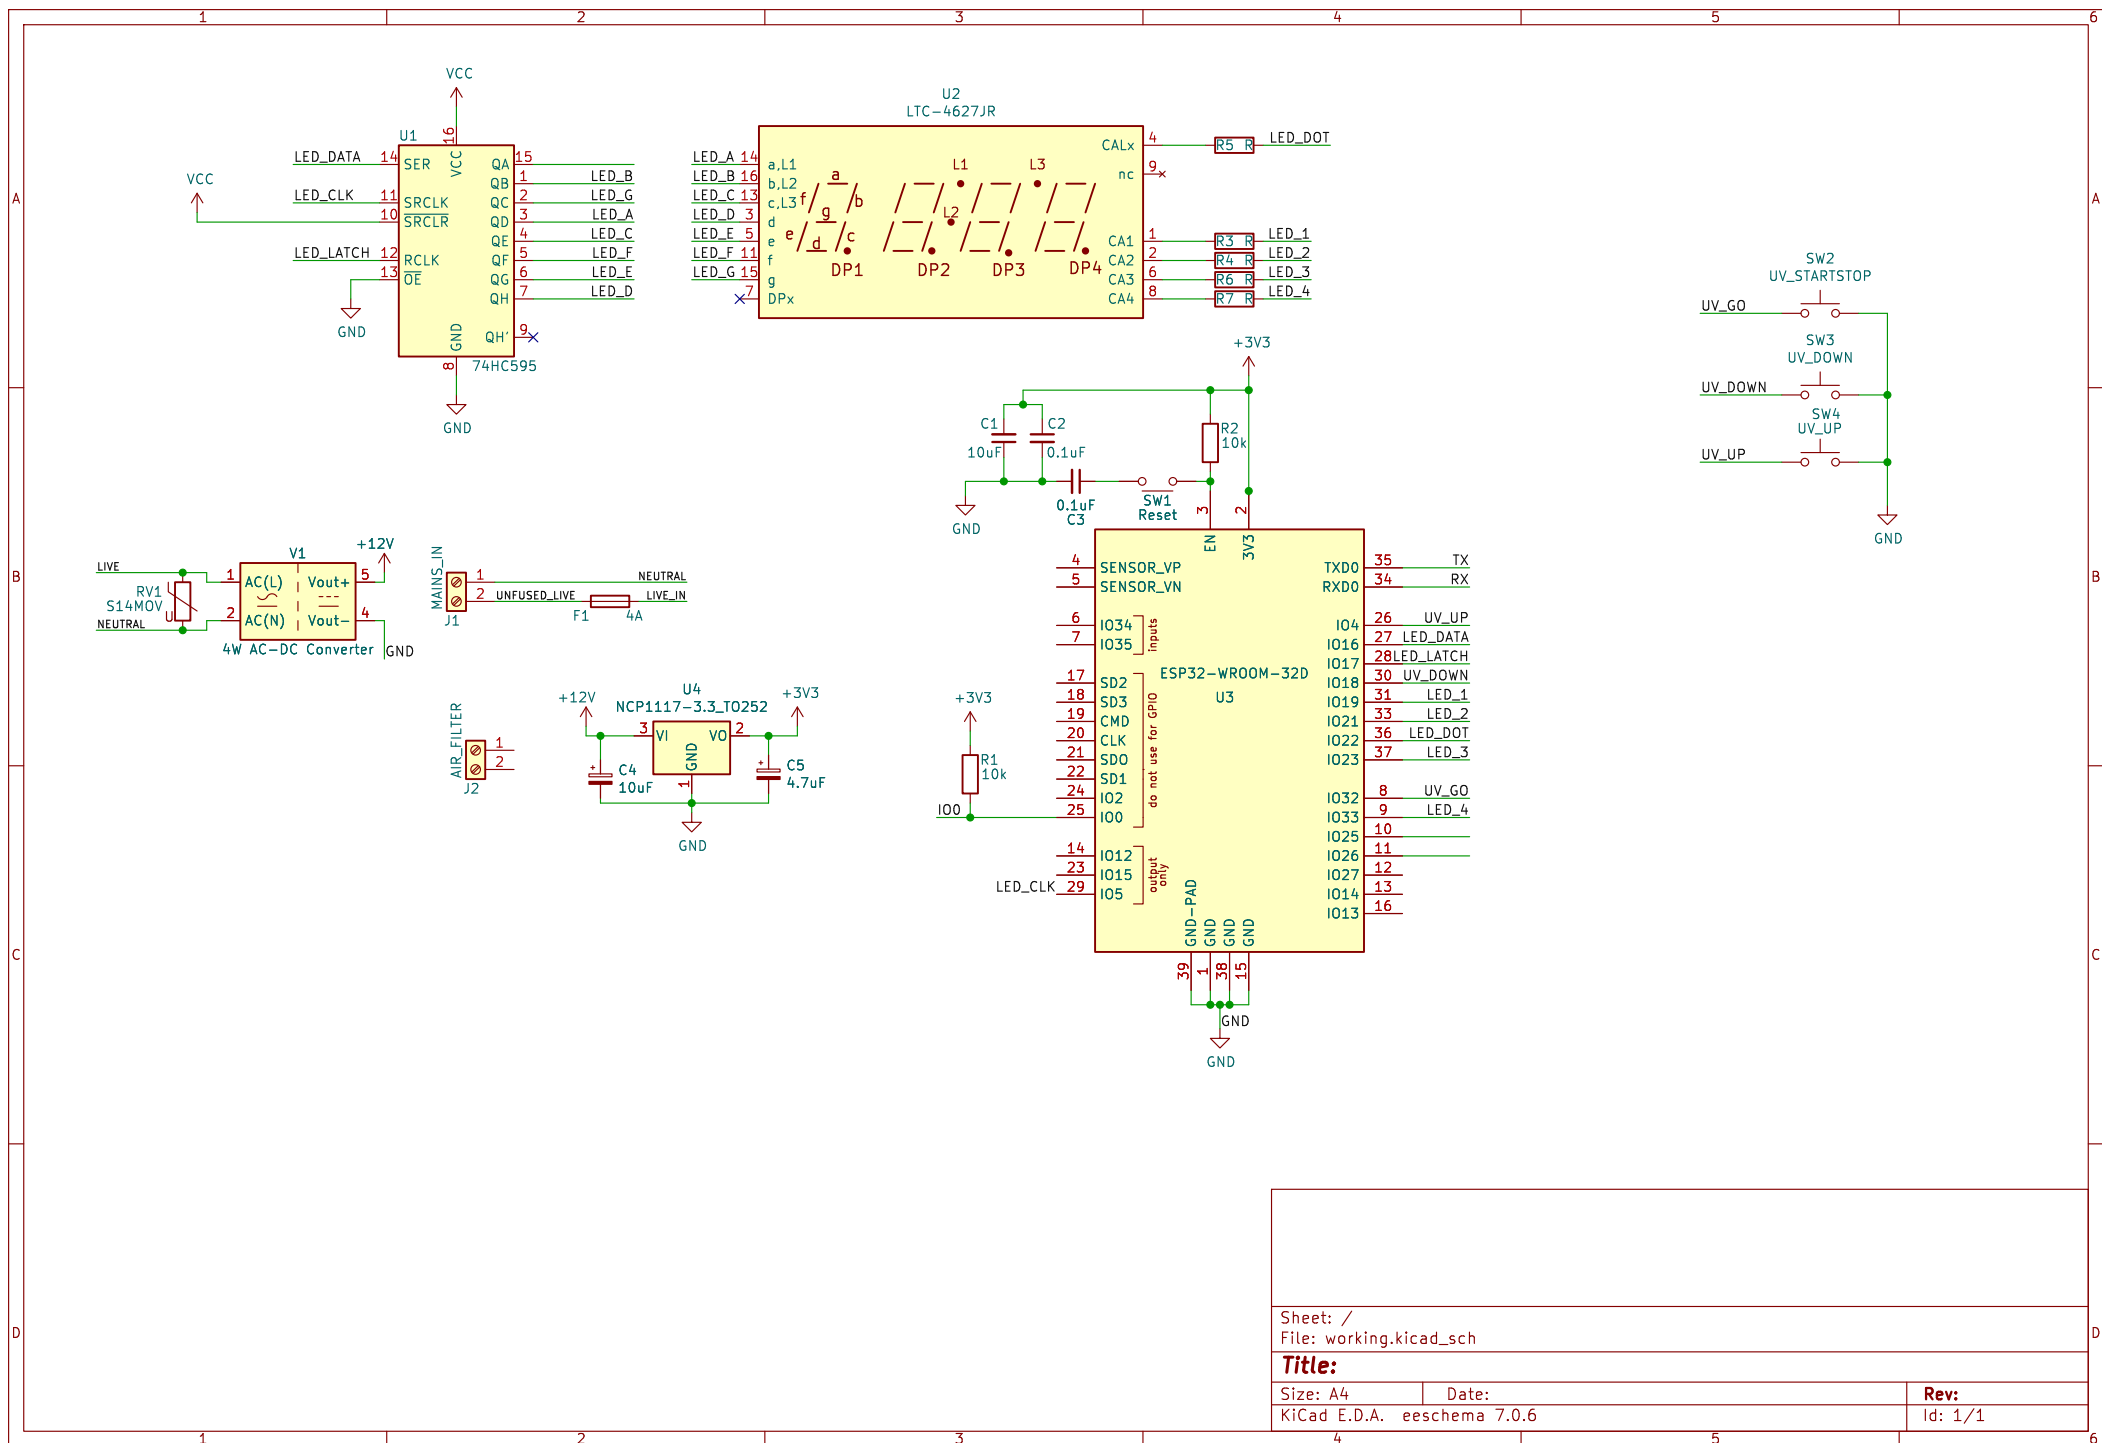 1 2 3 4 5 6
A
B
C
D
VCC
U1
16
VCC
LED_DATA 14 SER QA 15
QB 1 LED_B
LED_CLK 11 SRCLK QC 2 LED_G
VCC
10 SRCLR QD 3 LED_A
QE 4 LED_C
LED_LATCH 12 RCLK QF 5 LED_F
13 OE QG 6 LED_E
QH 7 LED_D
GND
GND
QH' 9
8
74HC595
GND
U2
LTC-4627JR
LED_A 14 a,L1
LED_B 16 b,L2
LED_C 13 c,L3
LED_D 3 d
LED_E 5 e
LED_F 11 f
LED_G 15 g
7 DPx
a
f
b
g
e
c
d
L1
L3
L2
DP1
DP2
DP3
DP4
CALx 4 R5 R LED_DOT
nc 9
CA1 1 R3 R LED_1
CA2 2 R4 R LED_2
CA3 6 R6 R LED_3
CA4 8 R7 R LED_4
SW2
UV_STARTSTOP
UV_GO
SW3
UV_DOWN
UV_DOWN
SW4
UV_UP
UV_UP
GND
+3V3
C1
10uF
C2
0.1uF
R2
10k
GND
0.1uF
C3
SW1
Reset
3
2
EN
3V3
V1
+12V
LIVE
RV1
S14MOV
U
NEUTRAL
1 AC(L) Vout+ 5
2 AC(N) Vout- 4
4W AC-DC Converter
GND
MAINS_IN
1 NEUTRAL
2 UNFUSED_LIVE LIVE_IN
J1
F1 4A
AIR_FILTER
1
2
J2
U4
NCP1117-3.3_TO252
+12V
+3V3
3 VI VO 2
GND
1
C4
10uF
C5
4.7uF
GND
+3V3
R1
10k
IO0
4 SENSOR_VP
5 SENSOR_VN
6 IO34
7 IO35
inputs
17 SD2
18 SD3
19 CMD
20 CLK
21 SD0
22 SD1
24 IO2
25 IO0
do not use for GPIO
14 IO12
23 IO15
LED_CLK 29 IO5
output
only
ESP32-WROOM-32D
U3
TXD0 35 TX
RXD0 34 RX
IO4 26 UV_UP
IO16 27 LED_DATA
IO17 28 LED_LATCH
IO18 30 UV_DOWN
IO19 31 LED_1
IO21 33 LED_2
IO22 36 LED_DOT
IO23 37 LED_3
IO32 8 UV_GO
IO33 9 LED_4
IO25 10
IO26 11
IO27 12
IO14 13
IO13 16
GND-PAD
GND
GND
GND
39
1
38
15
GND
GND
Sheet: /
File: working.kicad_sch
Title:
Size: A4 Date: Rev:
KiCad E.D.A. eeschema 7.0.6 Id: 1/1
A
B
C
D
1 2 3 4 5 6